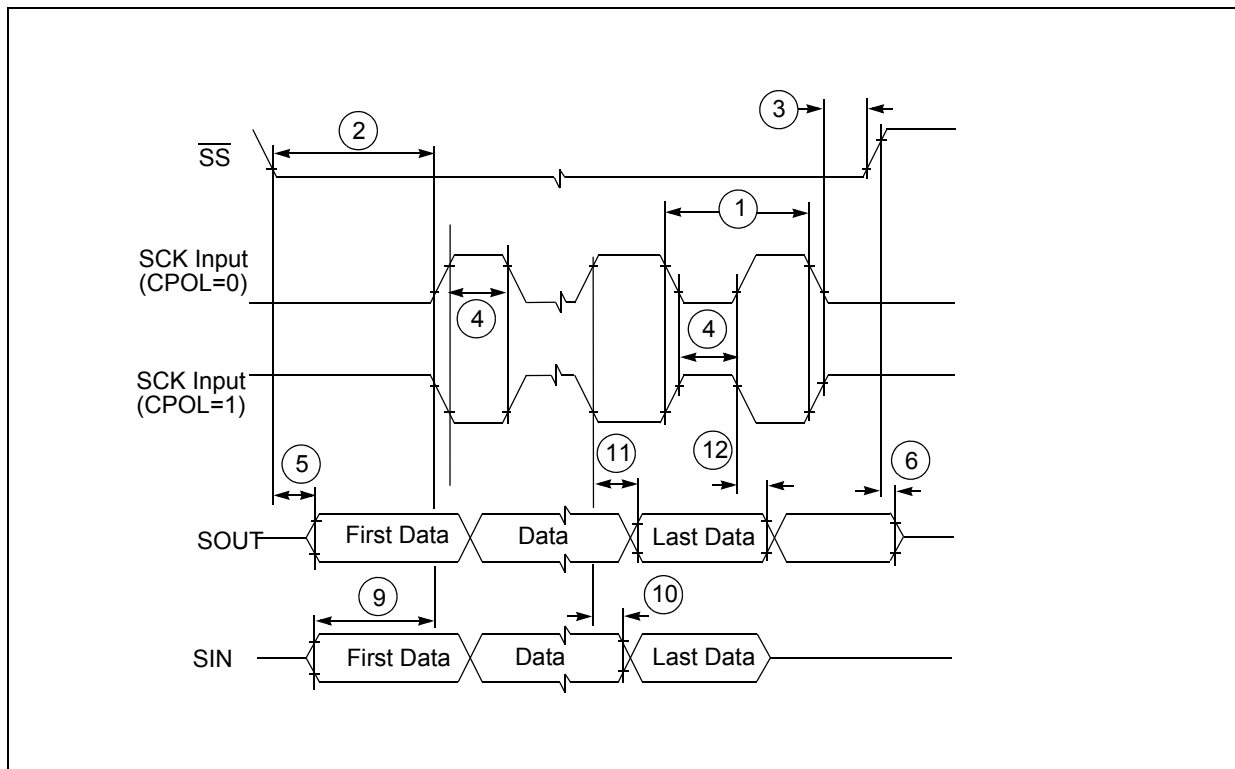 3
2
SS
1
SCK Input
(CPOL=0)
4
4
SCK Input
(CPOL=1)
11
12
5
6
SOUT
First Data
Data
Last Data
9
10
SIN
First Data
Data
Last Data